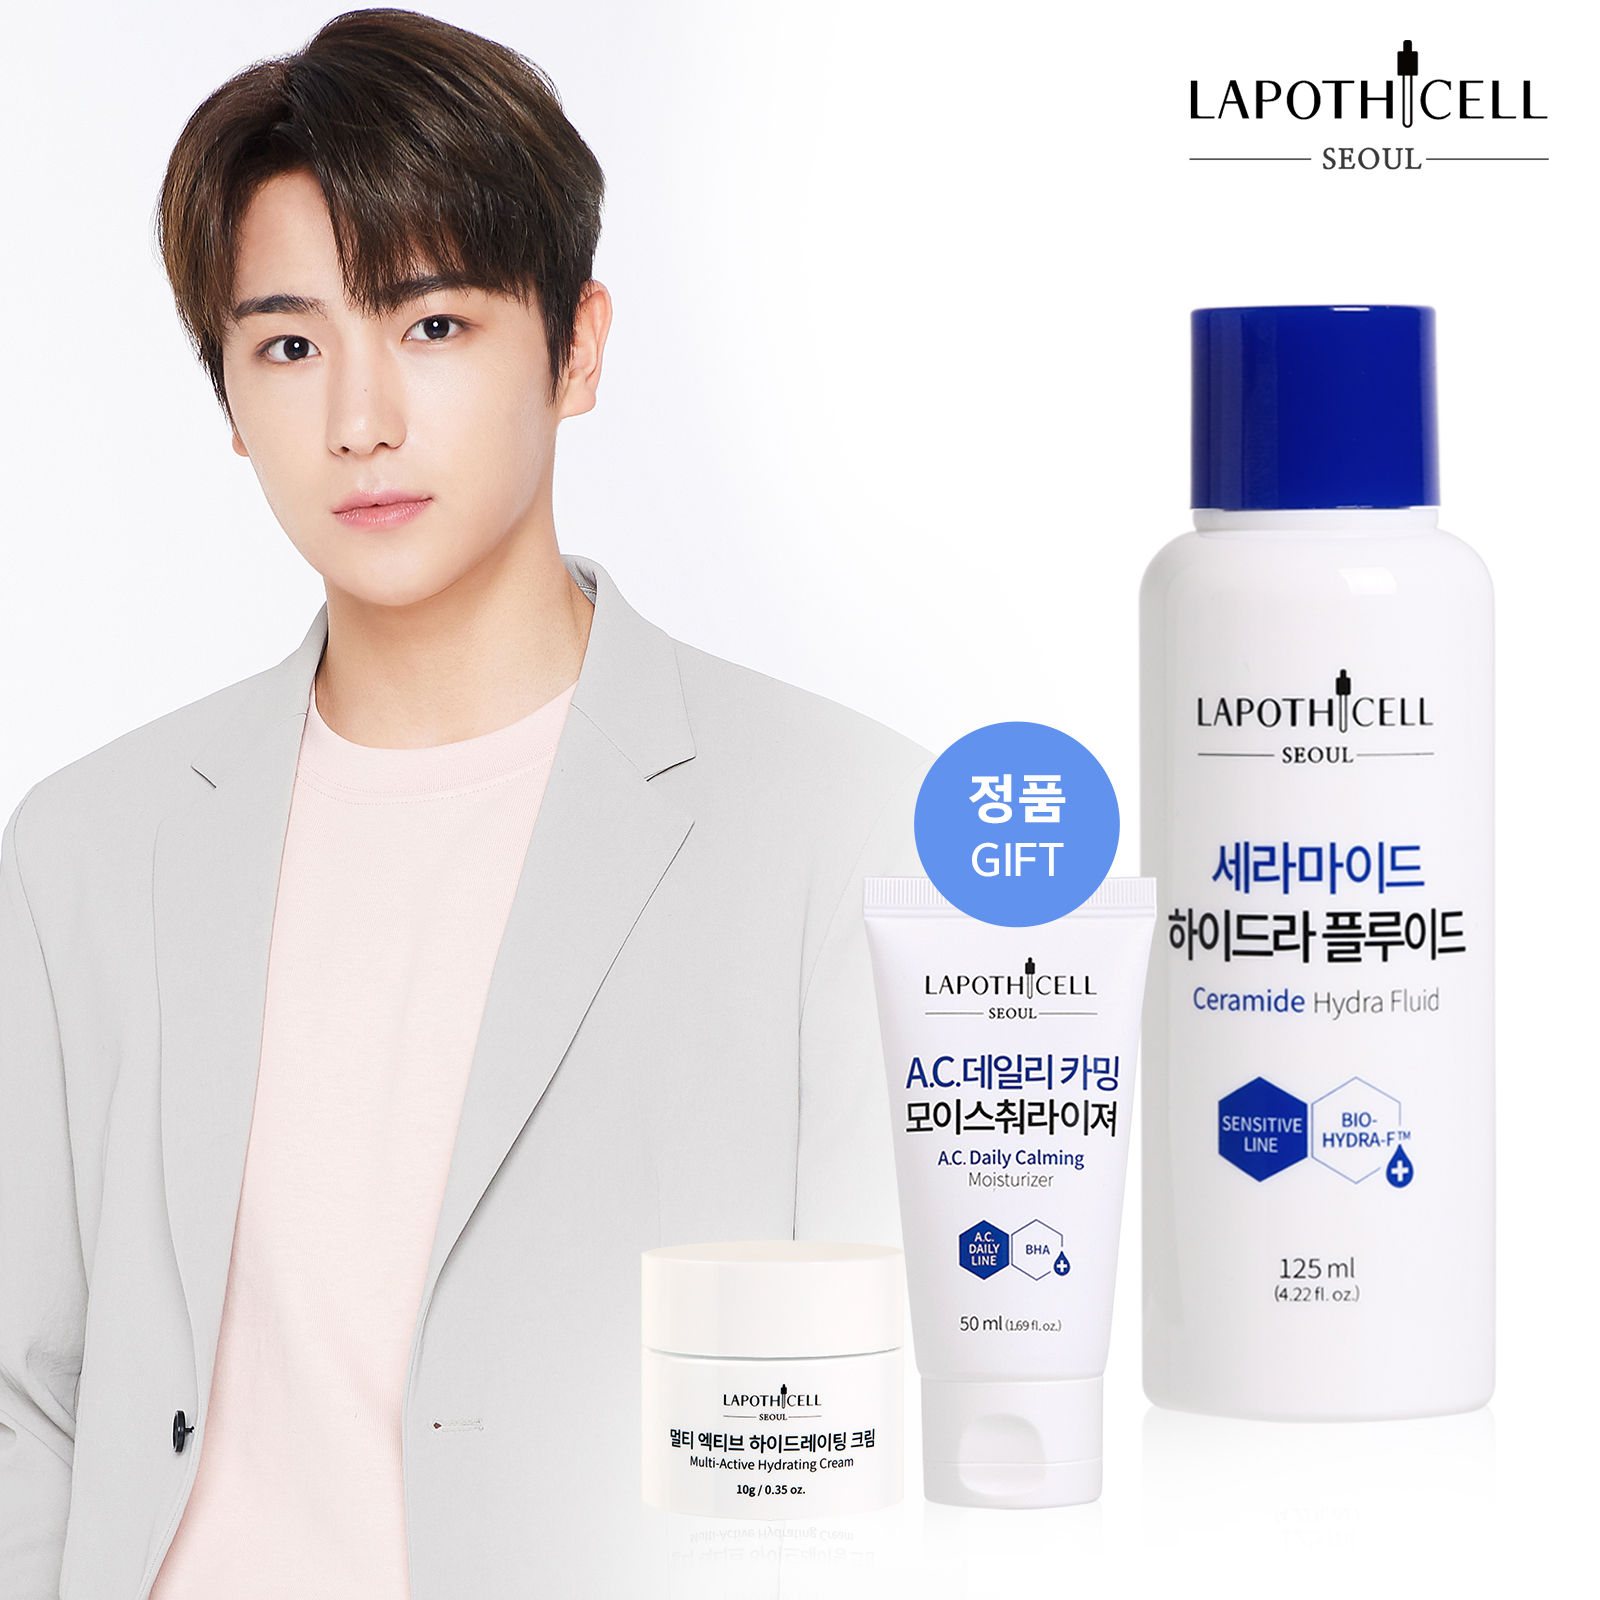 LAPOTHICELL
SEOUL
정품
GIFT
LAPOTHICELL
SEOUL
세라마이드
하이드라 플루이드
Ceramide Hydra Fluid
SENSITIVE
LINE
BIO-
HYDRA-F™
125 ml
(4.22 fl. oz.)
LAPOTHICELL
SEOUL
A.C.데일리 카밍
모이스춰라이져
A.C. Daily Calming
Moisturizer
A.C.
DAILY
LINE
BHA
50 ml (1.69 fl. oz.)
LAPOTHICELL
SEOUL
멀티 엑티브 하이드레이팅 크림
Multi-Active Hydrating Cream
10g / 0.35 oz.